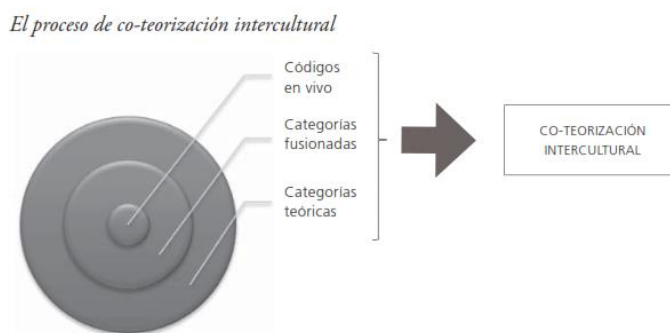 El proceso de co-teorización intercultural
Códigos
en vivo
Categorías
fusionadas
Categorías
teóricas
CO-TEORIZACIÓN
INTERCULTURAL